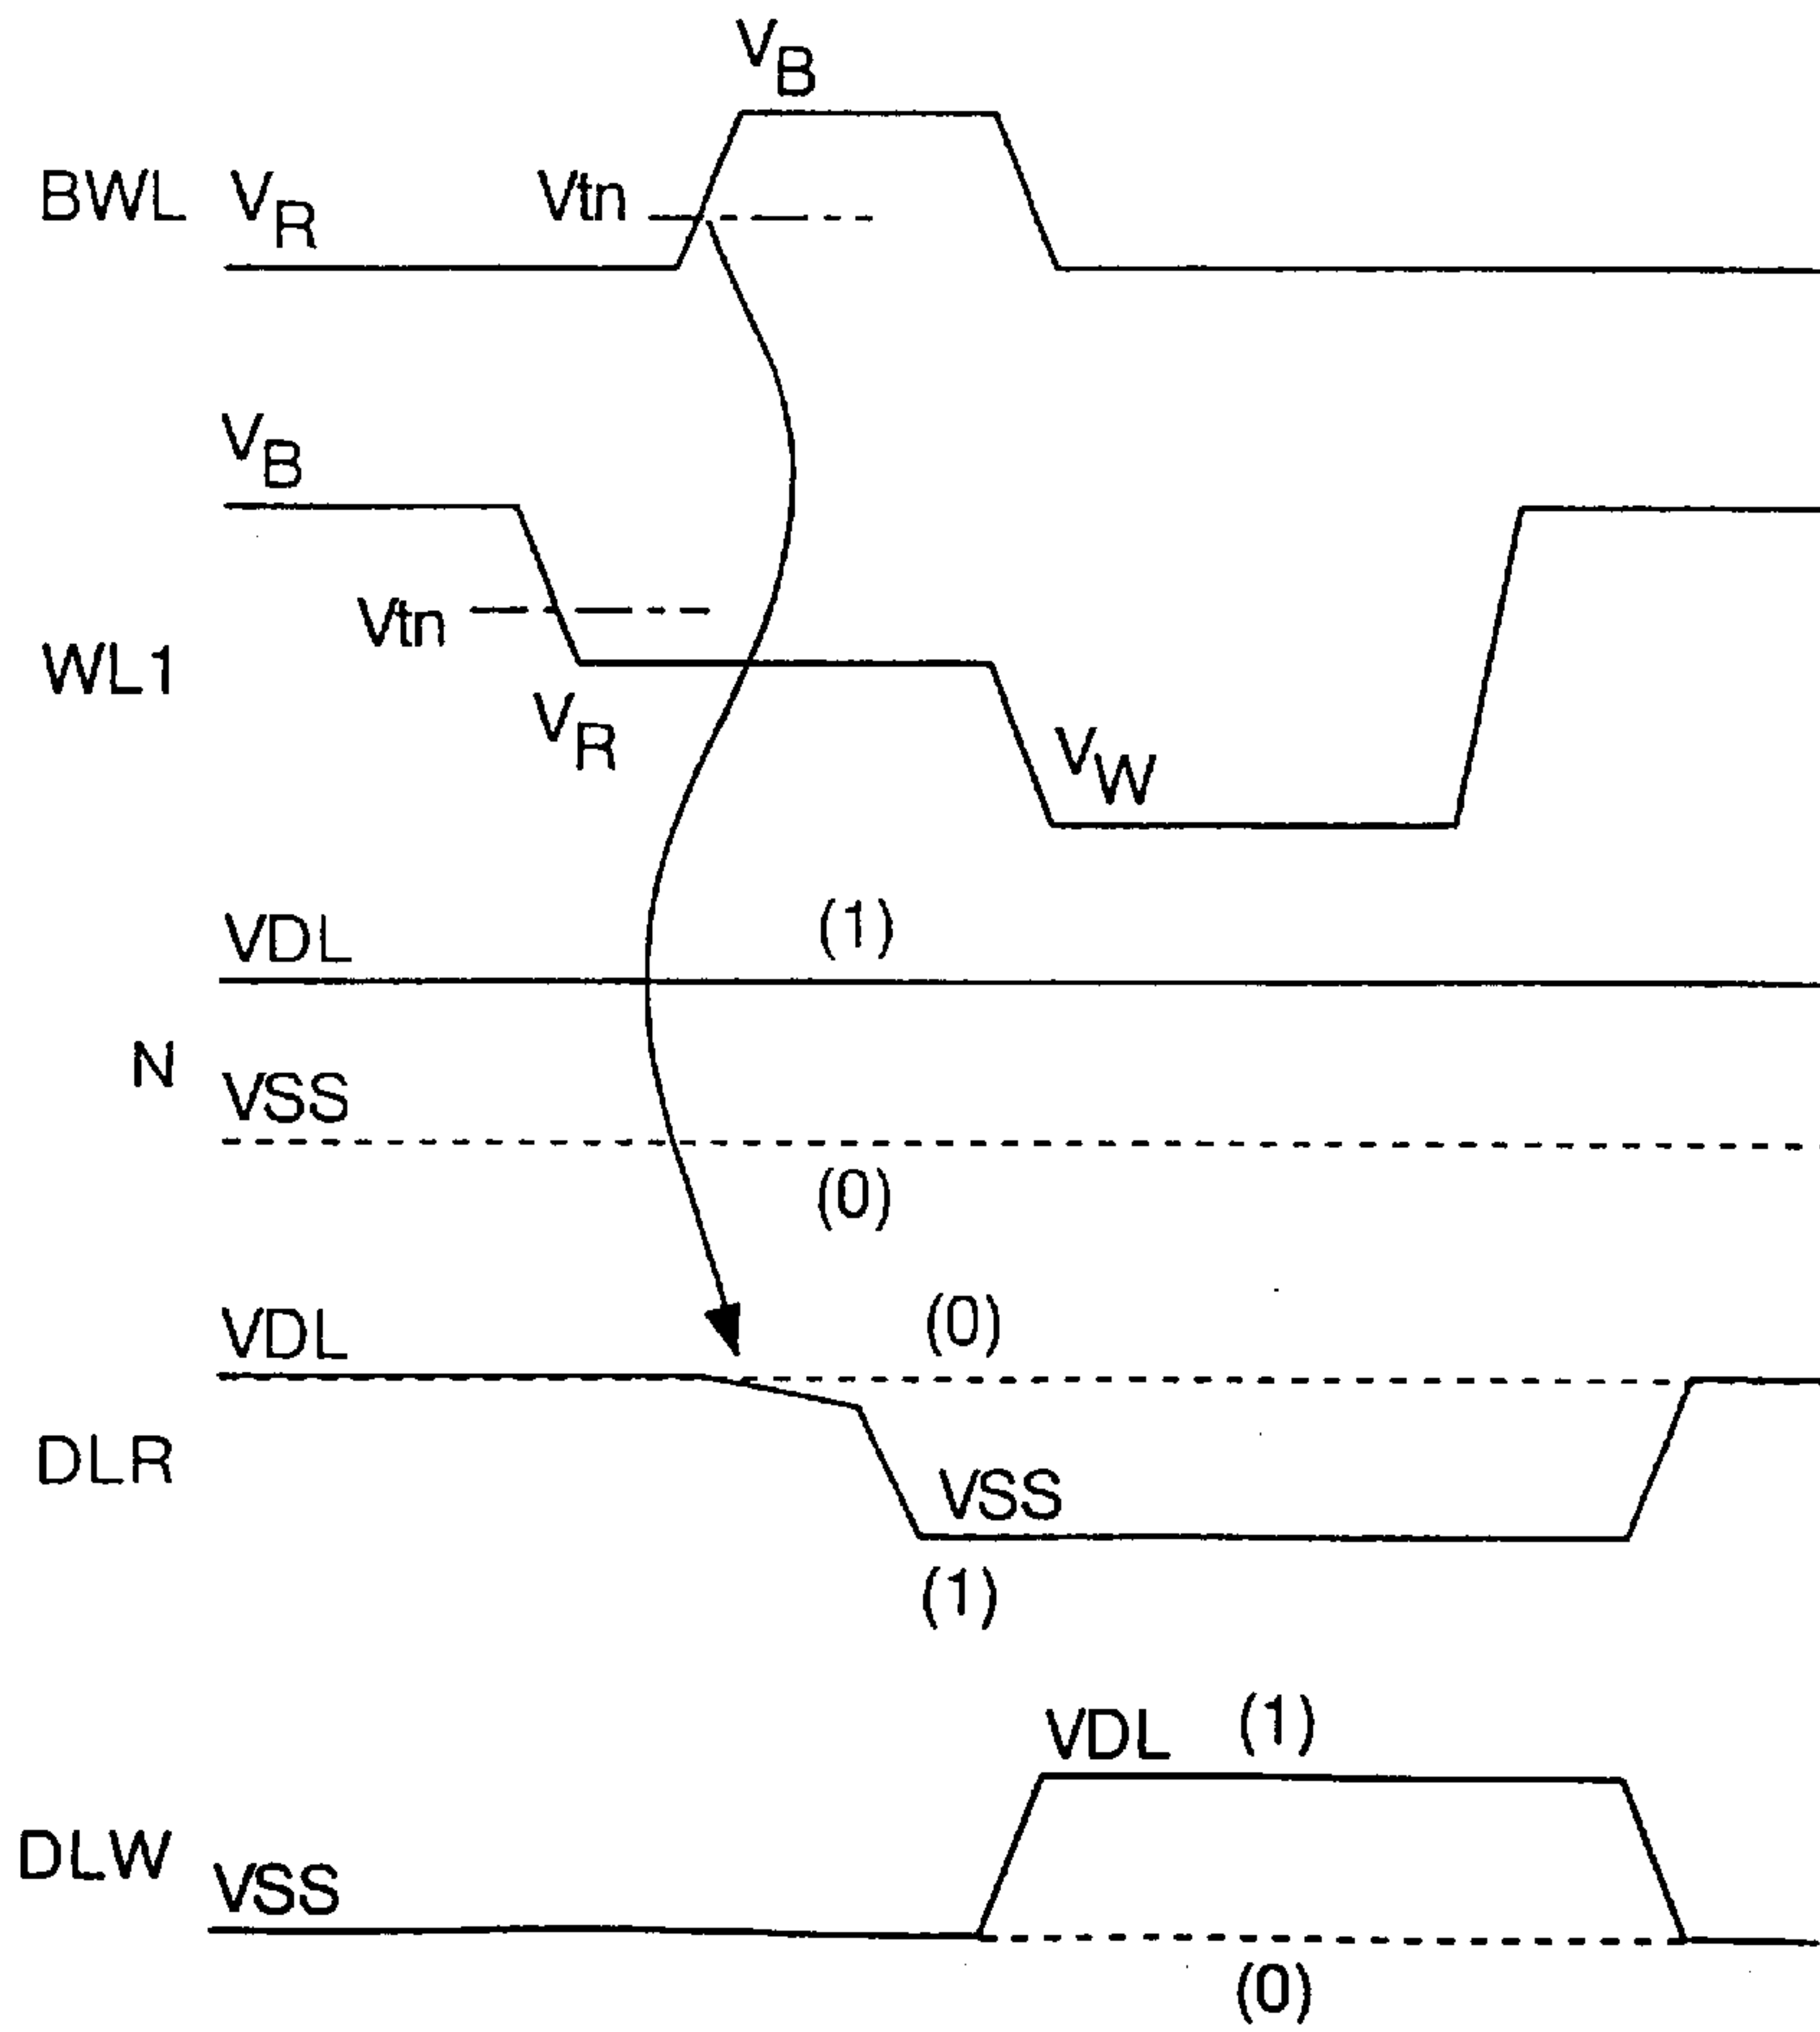 VB
BWL VR Vtn
VB
Vtn
WL1
VR
VW
VDL (1)
N
VSS
(0)
VDL (0)
DLR
VSS
(1)
VDL (1)
DLW VSS
(0)